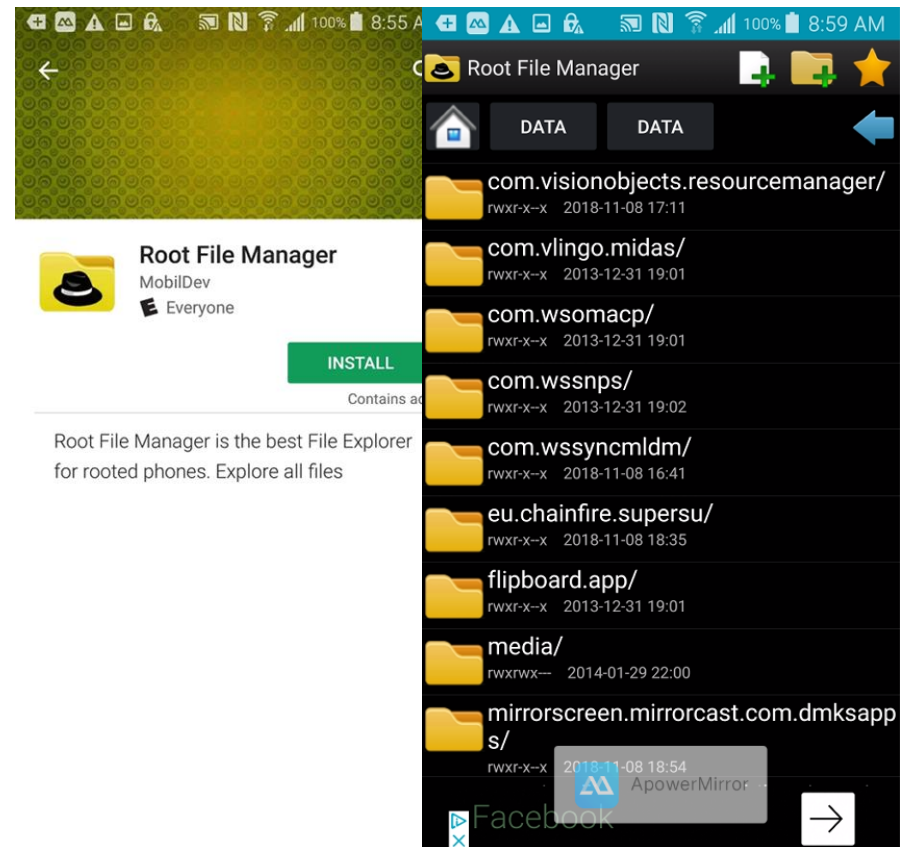 100% 8:55 A
Root File Manager
MobilDev
Everyone
INSTALL
Contains ad
Root File Manager is the best File Explorer
for rooted phones. Explore all files
100% 8:59 AM
Root File Manager
DATA DATA
com.visionobjects.resourcemanager/
rwxr-x--x 2018-11-08 17:11
com.vlingo.midas/
rwxr-x--x 2013-12-31 19:01
com.wsomacp/
rwxr-x--x 2013-12-31 19:01
com.wssnps/
rwxr-x--x 2013-12-31 19:02
com.wssyncmldm/
rwxr-x--x 2018-11-08 16:41
eu.chainfire.supersu/
rwxr-x--x 2018-11-08 18:35
flipboard.app/
rwxr-x--x 2013-12-31 19:01
media/
rwxrwx--- 2014-01-29 22:00
mirrorscreen.mirrorcast.com.dmksapp
s/
rwxr-x--x 2018-11-08 18:54
ApowerMirror
Facebook